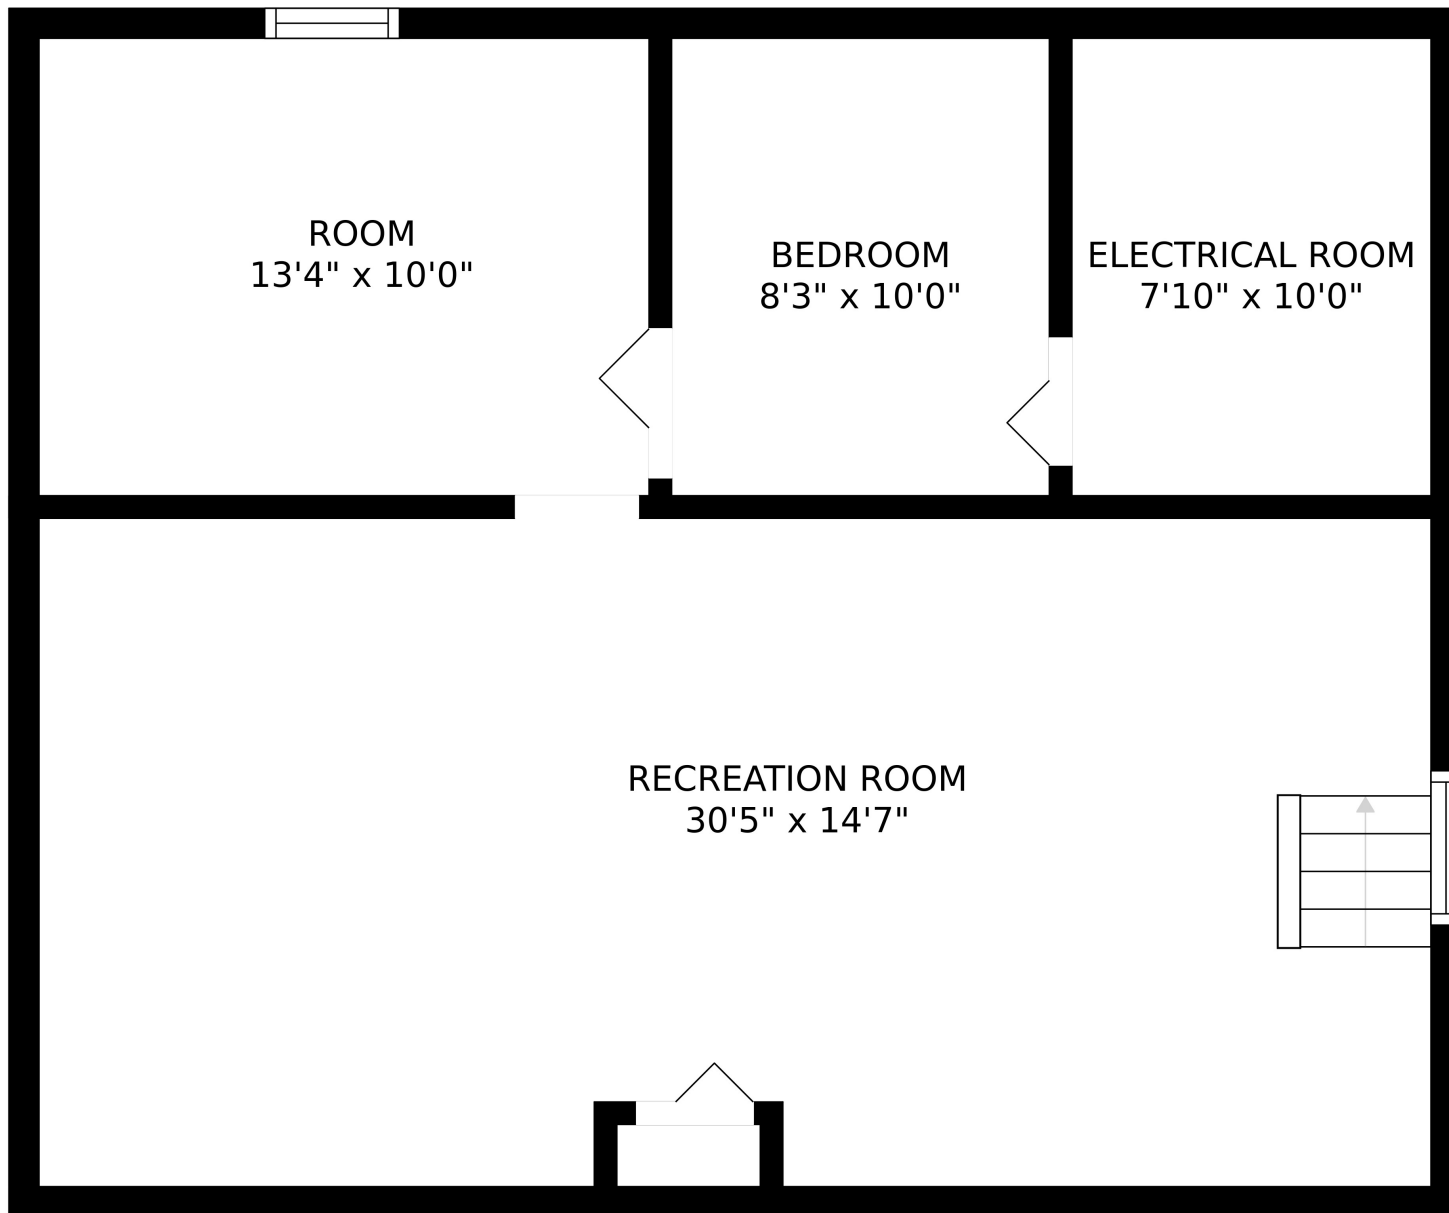 ROOM
13'4" x 10'0"
BEDROOM
8'3" x 10'0"
ELECTRICAL ROOM
7'10" x 10'0"
RECREATION ROOM
30'5" x 14'7"